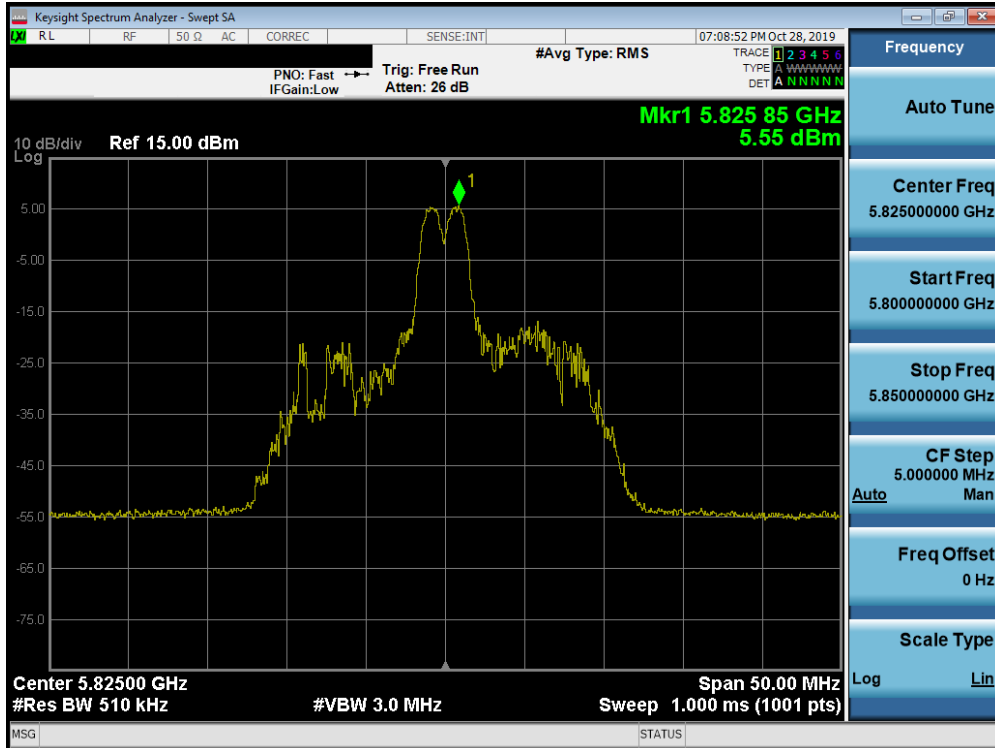 Keysight Spectrum Analyzer - Swept SA
LXI RL RF 50 Ω AC CORREC SENSE:INT 07:08:52 PM Oct 28, 2019
#Avg Type: RMS
TRACE 1 2 3 4 5 6
TYPE A WWWWW
DET A N N N N N
PNO: Fast
IFGain:Low
Trig: Free Run
Atten: 26 dB
Mkr1 5.825 85 GHz
5.55 dBm
10 dB/div
Log
Ref 15.00 dBm
1
5.00
-5.00
-15.0
-25.0
-35.0
-45.0
-55.0
-65.0
-75.0
Center 5.82500 GHz
Span 50.00 MHz
#Res BW 510 kHz
#VBW 3.0 MHz
Sweep 1.000 ms (1001 pts)
MSG
STATUS
Frequency
Auto Tune
Center Freq
5.825000000 GHz
Start Freq
5.800000000 GHz
Stop Freq
5.850000000 GHz
CF Step
5.000000 MHz
Auto Man
Freq Offset
0 Hz
Scale Type
Log Lin